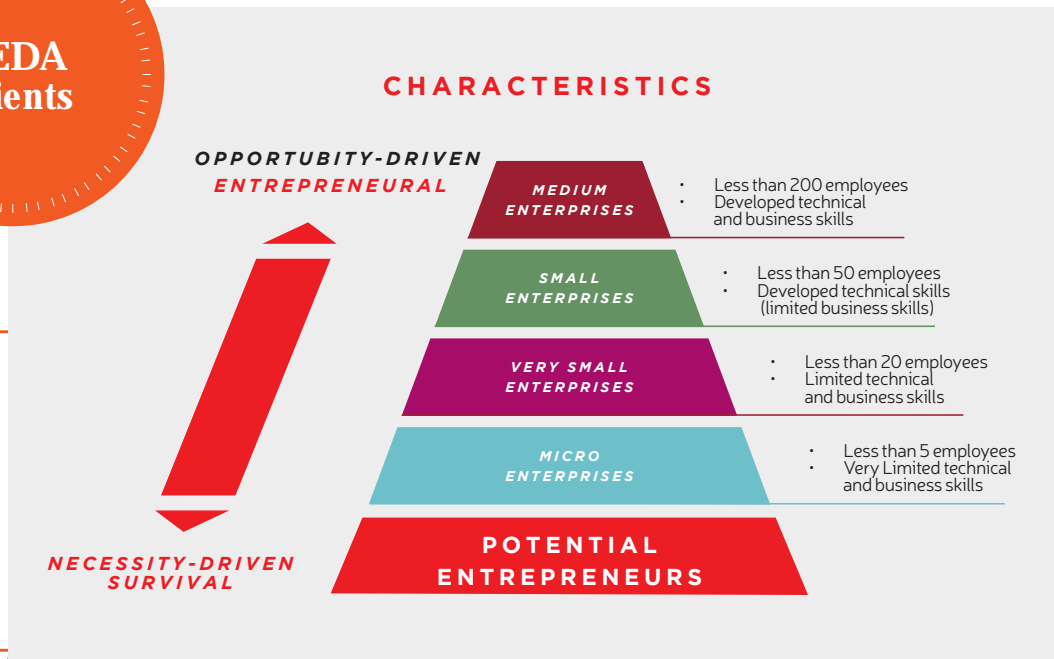 EDA
ients
CHARACTERISTICS
OPPORTUBITY-DRIVEN
ENTREPRENEURAL
MEDIUM
ENTERPRISES
• Less than 200 employees
• Developed technical
and business skills
SMALL
ENTERPRISES
• Less than 50 employees
• Developed technical skills
(limited business skills)
VERY SMALL
ENTERPRISES
• Less than 20 employees
• Limited technical
and business skills
MICRO
ENTERPRISES
• Less than 5 employees
• Very Limited technical
and business skills
POTENTIAL
ENTREPRENEURS
NECESSITY-DRIVEN
SURVIVAL